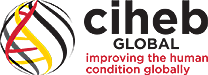 ciheb
GLOBAL
improving the human
condition globally